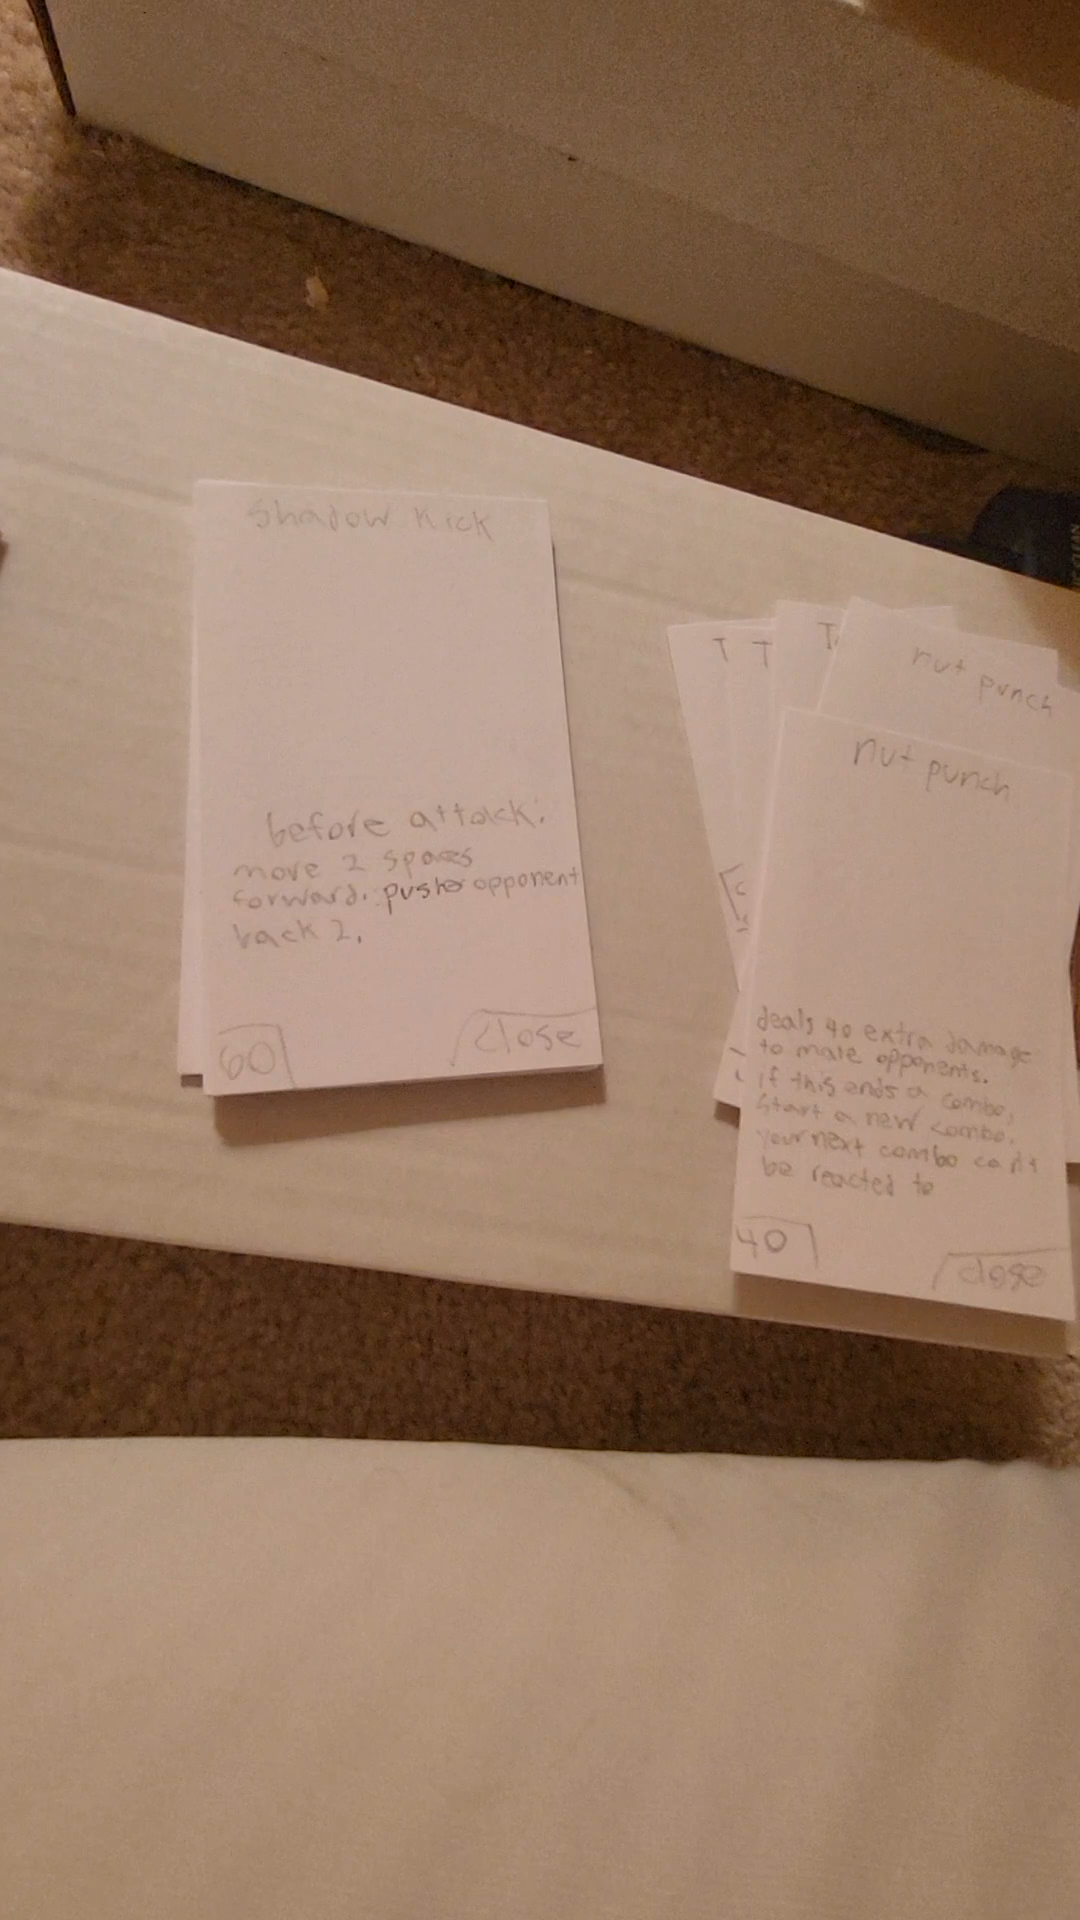 Shadow Kick
before attack:
move 2 spaces
forward. push opponent
back 2.
60
close
T
T
T
nut punch
nut punch
deals 40 extra damage
to male opponents.
if this ends a combo,
start a new combo.
your next combo can't
be reacted to
40
close